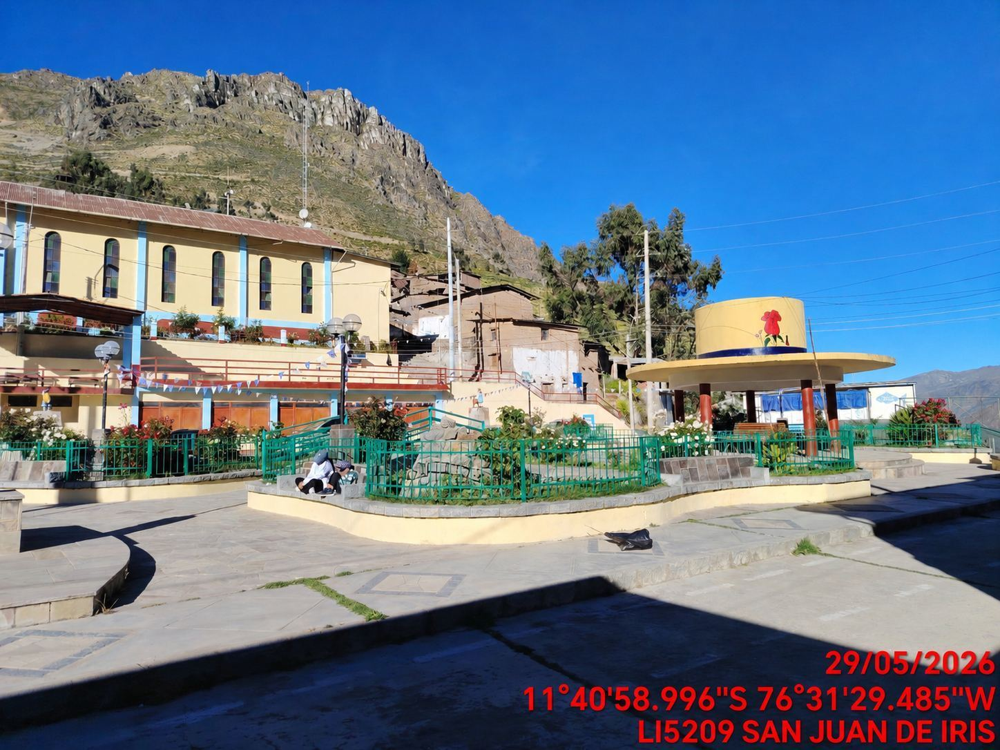 29/05/2026
11°40'58.996"S 76°31'29.485"W
LI5209 SAN JUAN DE IRIS